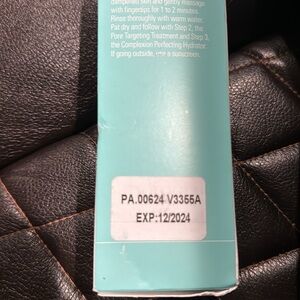 dampened skin and gently massage
with fingertips for 1 to 2 minutes.
Rinse thoroughly with warm water.
Pat dry and follow with Step 2, the
Pore Targeting Treatment and Step 3,
the Complexion Perfecting Hydrator.
If going outside, use a sunscreen.
PA.00624 V3355A
EXP:12/2024